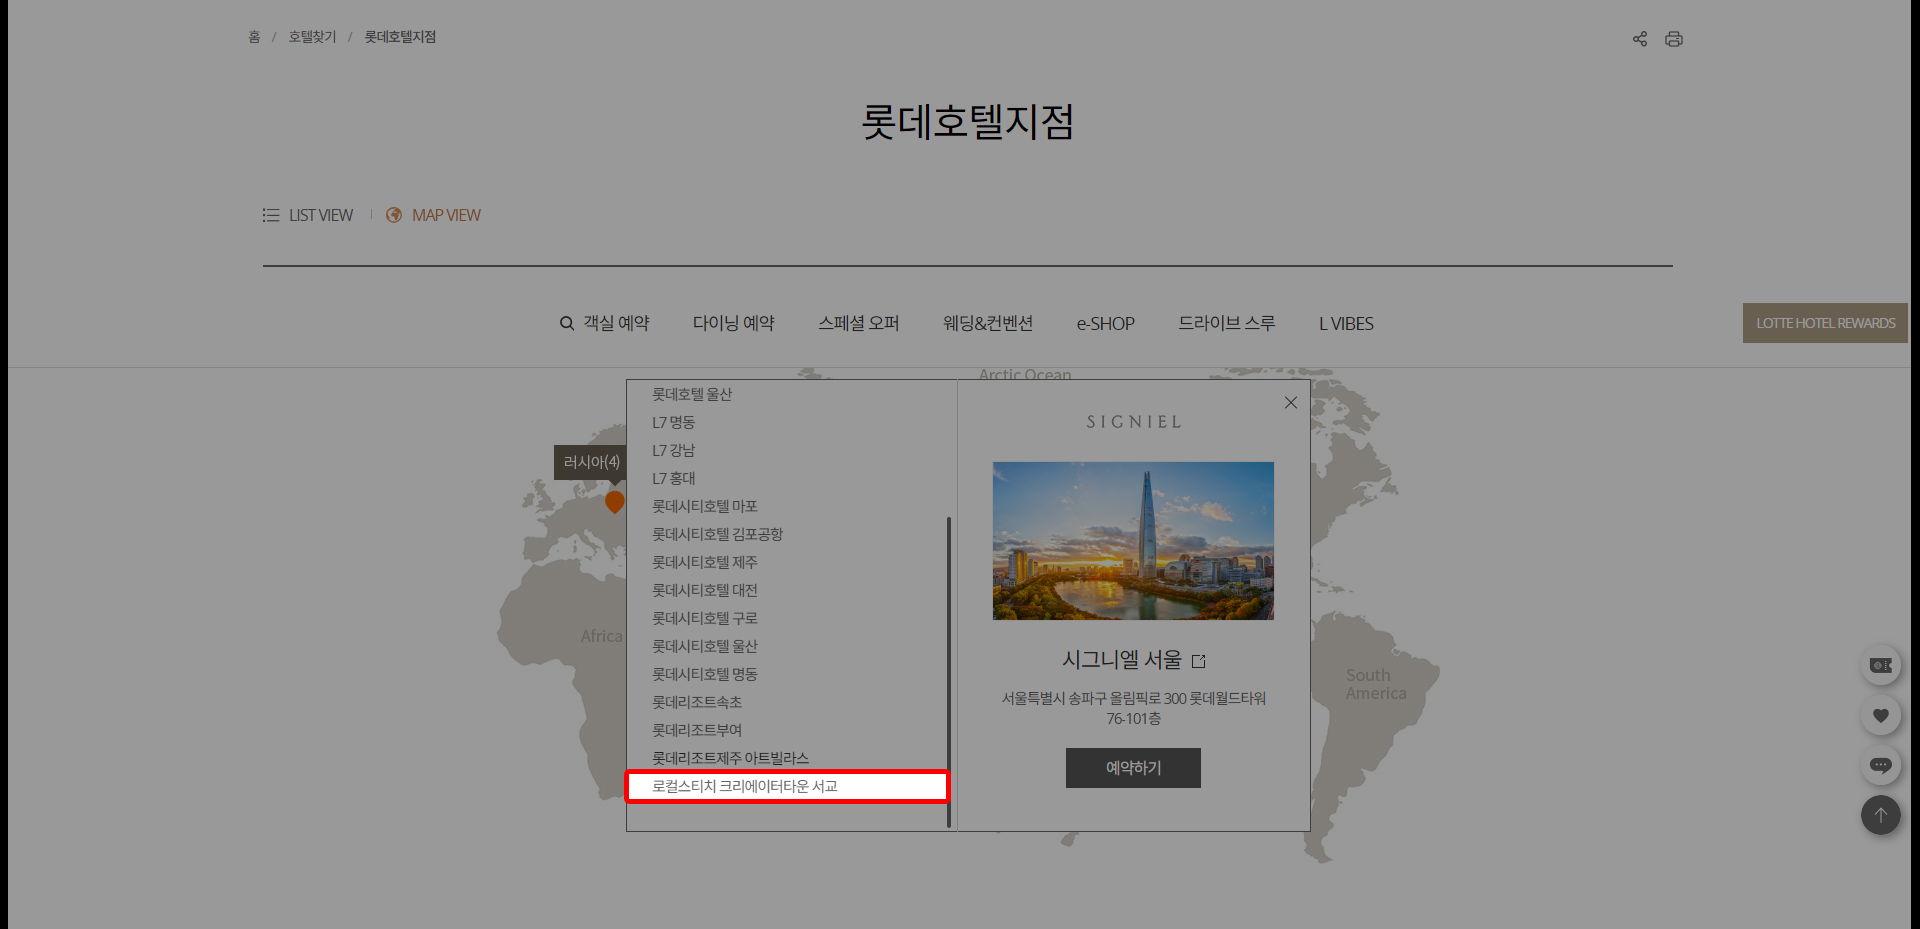 홈 / 호텔찾기 / 롯데호텔지점
롯데호텔지점
LIST VIEW | MAP VIEW
객실 예약 다이닝 예약 스페셜 오퍼 웨딩&컨벤션 e-SHOP 드라이브 스루 L VIBES
LOTTE HOTEL REWARDS
Arctic Ocean
러시아(4)
Africa
South
America
롯데호텔 울산
L7 명동
L7 강남
L7 홍대
롯데시티호텔 마포
롯데시티호텔 김포공항
롯데시티호텔 제주
롯데시티호텔 대전
롯데시티호텔 구로
롯데시티호텔 울산
롯데시티호텔 명동
롯데리조트속초
롯데리조트부여
롯데리조트제주 아트빌라스
로컬스티치 크리에이터타운 서교
SIGNIEL
시그니엘 서울
서울특별시 송파구 올림픽로 300 롯데월드타워
76-101층
예약하기